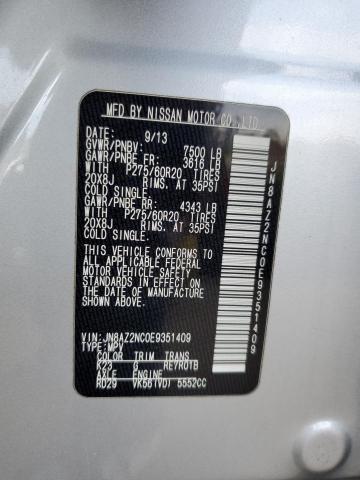 MFD BY NISSAN MOTOR CO.,LTD.
DATE: 9/13
GVWR/PNBV: 7500 LB
GAWR/PNBE FR: 3616 LB
WITH P275/60R20 TIRES
20X8J RIMS, AT 35PSI
COLD SINGLE.
GAWR/PNBE RR: 4343 LB
WITH P275/60R20 TIRES
20X8J RIMS, AT 35PSI
COLD SINGLE.
THIS VEHICLE CONFORMS TO
ALL APPLICABLE FEDERAL
MOTOR VEHICLE SAFETY
STANDARDS IN EFFECT ON
THE DATE OF MANUFACTURE
SHOWN ABOVE.
VIN: JN8AZ2NC0E9351409
TYPE: MPV
COLOR TRIM TRANS
K23 G RE7R01B
AXLE ENGINE
RD29 VK56(VD) 5552CC
JN8AZ2NC0E9351409